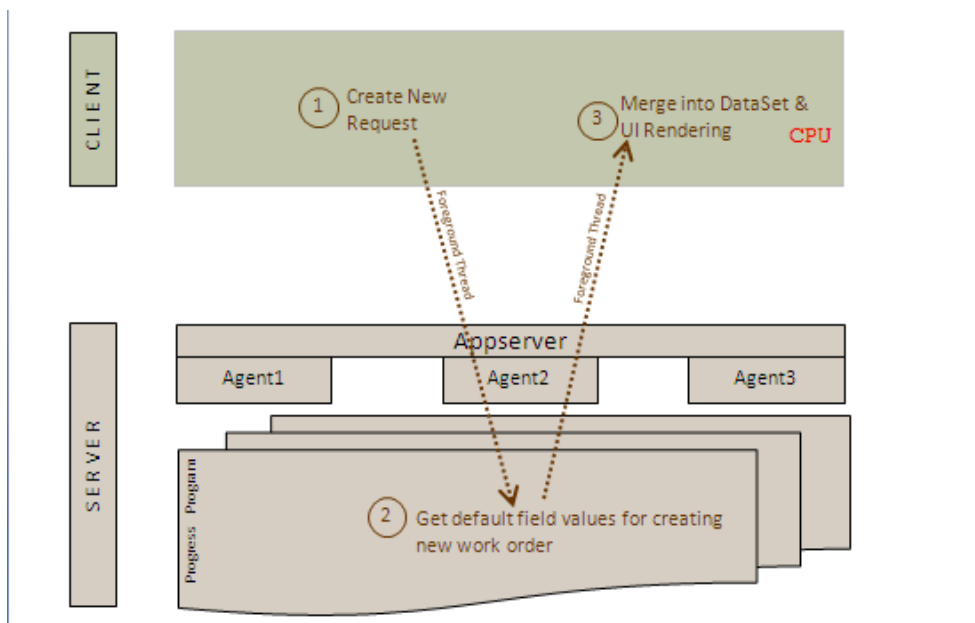 CLIENT
1
Create New
Request
3
Merge into DataSet &
UI Rendering
CPU
Foreground Thread
Foreground Thread
SERVER
Appserver
Agent1
Agent2
Agent3
Progress Program
2
Get default field values for creating
new work order